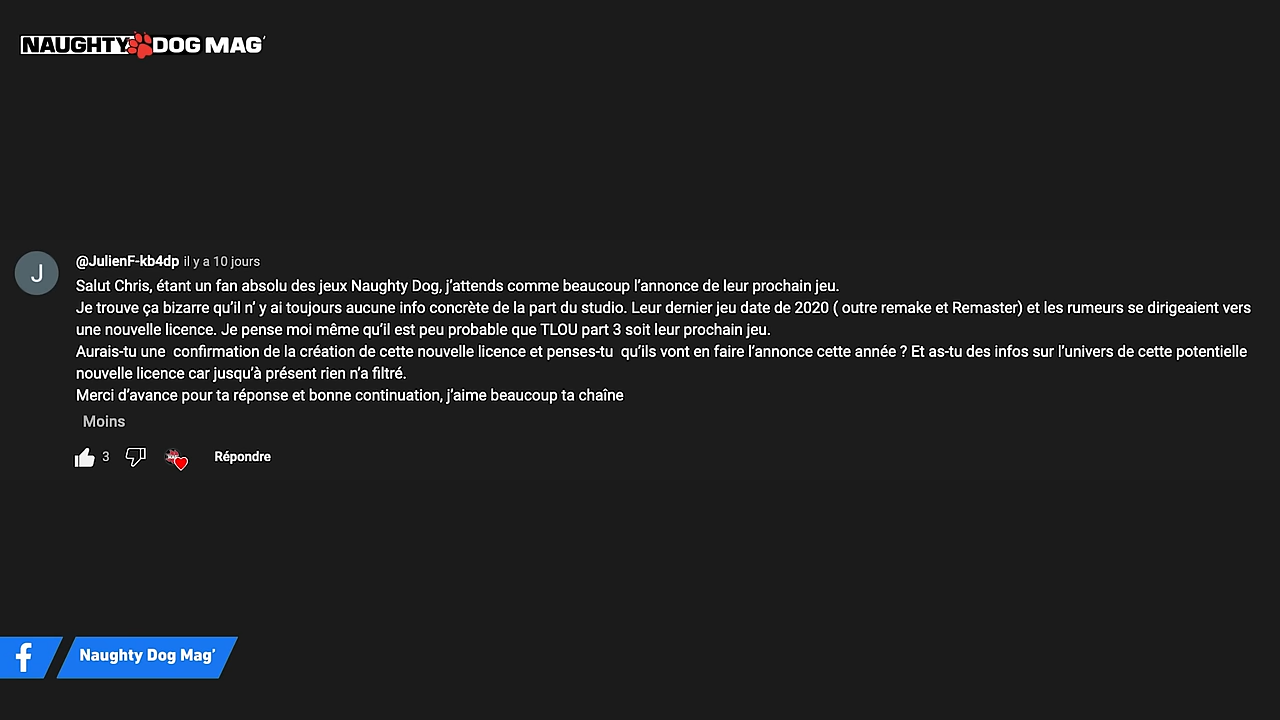 NAUGHTY DOG MAG'
@JulienF-kb4dp il y a 10 jours
J
Salut Chris, étant un fan absolu des jeux Naughty Dog, j’attends comme beaucoup l’annonce de leur prochain jeu.
Je trouve ça bizarre qu’il n’ y ai toujours aucune info concrète de la part du studio. Leur dernier jeu date de 2020 ( outre remake et Remaster) et les rumeurs se dirigeaient vers
une nouvelle licence. Je pense moi même qu’il est peu probable que TLOU part 3 soit leur prochain jeu.
Aurais-tu une  confirmation de la création de cette nouvelle licence et penses-tu  qu’ils vont en faire l’annonce cette année ? Et as-tu des infos sur l’univers de cette potentielle
nouvelle licence car jusqu’à présent rien n’a filtré.
Merci d’avance pour ta réponse et bonne continuation, j’aime beaucoup ta chaîne
Moins
3 Répondre
f Naughty Dog Mag'